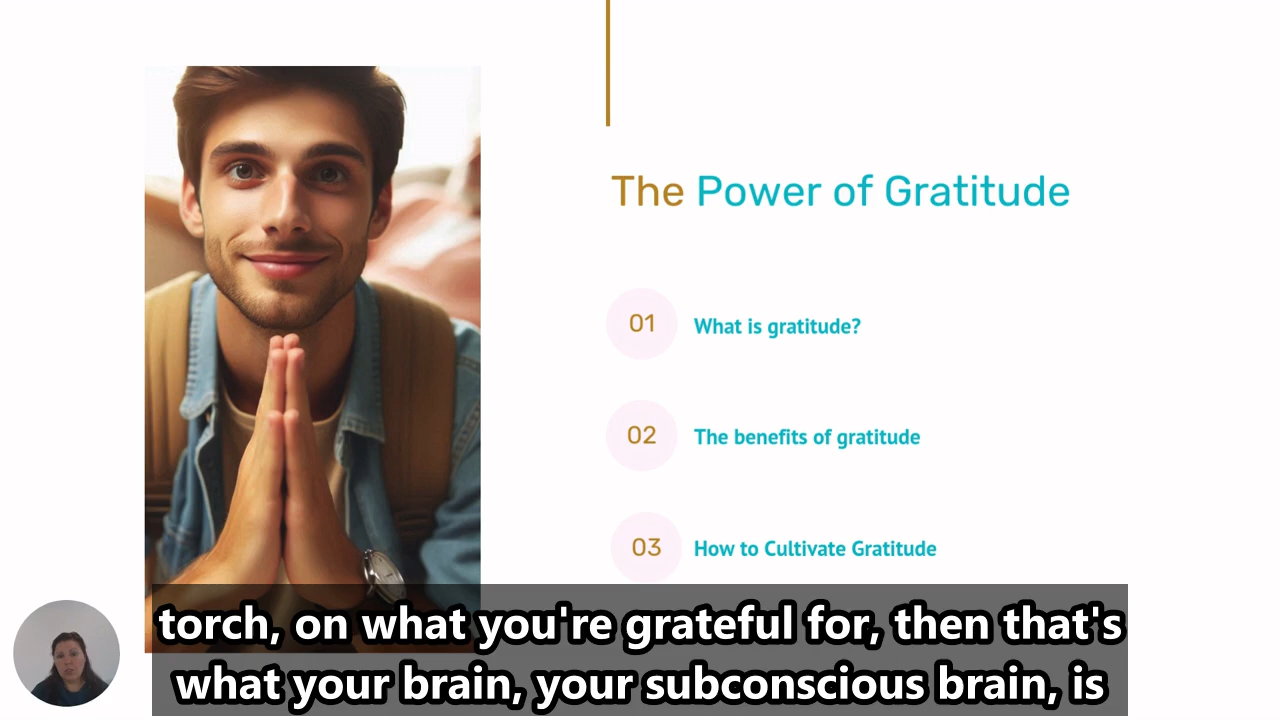 The Power of Gratitude
01 What is gratitude?
02 The benefits of gratitude
03 How to Cultivate Gratitude
torch, on what you're grateful for, then that's
what your brain, your subconscious brain, is